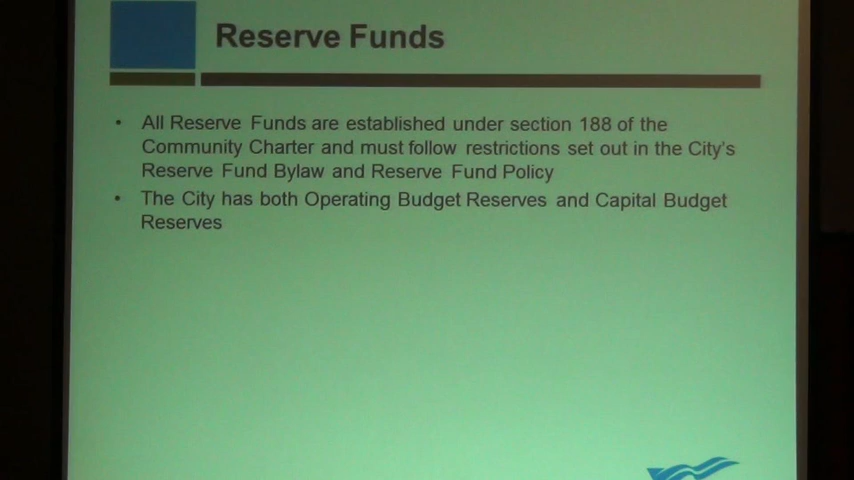 Reserve Funds
• All Reserve Funds are established under section 188 of the
Community Charter and must follow restrictions set out in the City's
Reserve Fund Bylaw and Reserve Fund Policy
• The City has both Operating Budget Reserves and Capital Budget
Reserves